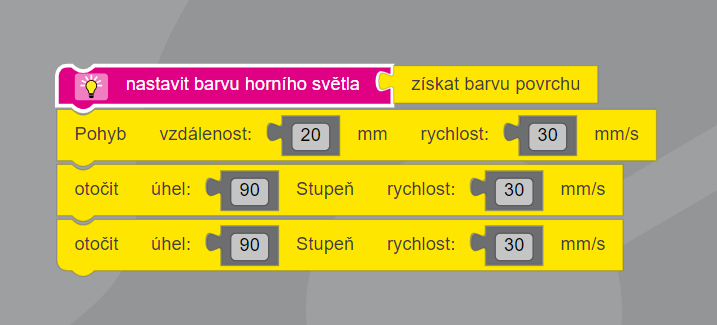 nastavit barvu horního světla získat barvu povrchu
Pohyb vzdálenost: 20 mm rychlost: 30 mm/s
otočit úhel: 90 Stupeň rychlost: 30 mm/s
otočit úhel: 90 Stupeň rychlost: 30 mm/s